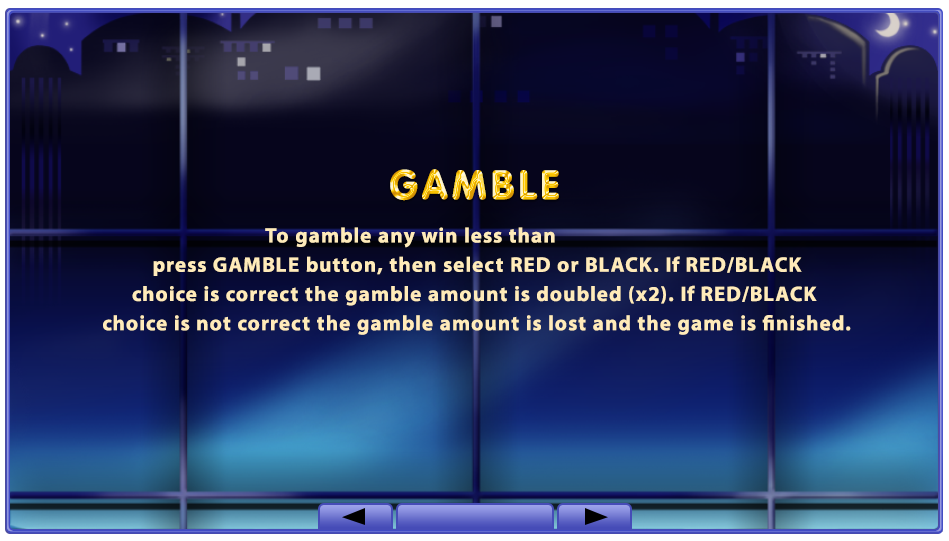 GAMBLE
To gamble any win less than
press GAMBLE button, then select RED or BLACK. If RED/BLACK
choice is correct the gamble amount is doubled (x2). If RED/BLACK
choice is not correct the gamble amount is lost and the game is finished.